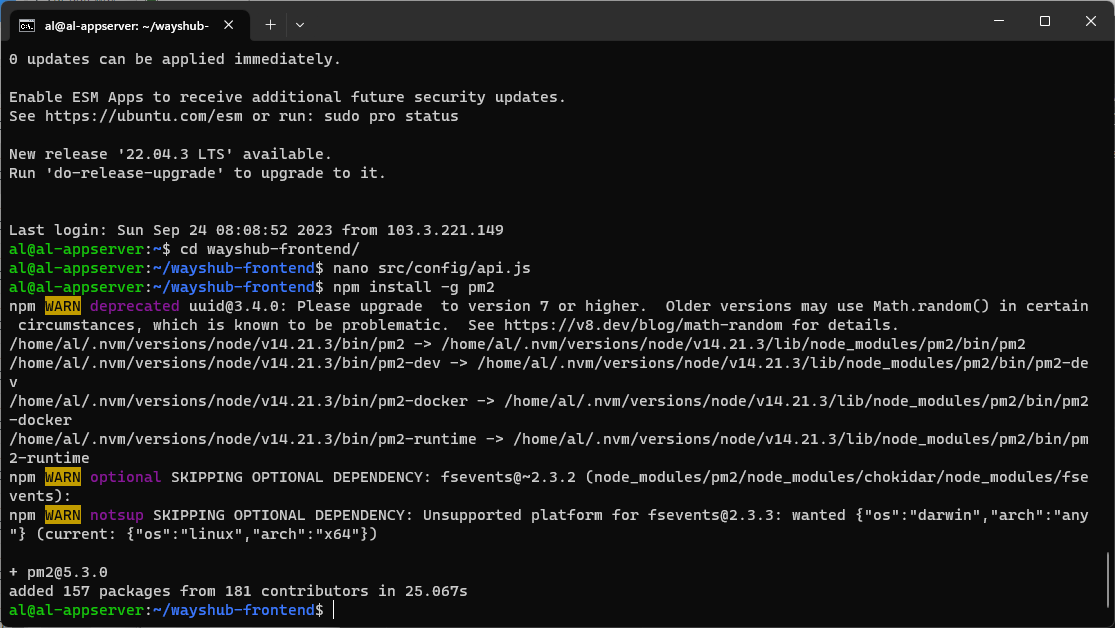 al@al-appserver: ~/wayshub-
0 updates can be applied immediately.
Enable ESM Apps to receive additional future security updates.
See https://ubuntu.com/esm or run: sudo pro status
New release '22.04.3 LTS' available.
Run 'do-release-upgrade' to upgrade to it.
Last login: Sun Sep 24 08:08:52 2023 from 103.3.221.149
al@al-appserver:~$ cd wayshub-frontend/
al@al-appserver:~/wayshub-frontend$ nano src/config/api.js
al@al-appserver:~/wayshub-frontend$ npm install -g pm2
npm WARN deprecated uuid@3.4.0: Please upgrade  to version 7 or higher.  Older versions may use Math.random() in certain
 circumstances, which is known to be problematic.  See https://v8.dev/blog/math-random for details.
/home/al/.nvm/versions/node/v14.21.3/bin/pm2 -> /home/al/.nvm/versions/node/v14.21.3/lib/node_modules/pm2/bin/pm2
/home/al/.nvm/versions/node/v14.21.3/bin/pm2-dev -> /home/al/.nvm/versions/node/v14.21.3/lib/node_modules/pm2/bin/pm2-de
v
/home/al/.nvm/versions/node/v14.21.3/bin/pm2-docker -> /home/al/.nvm/versions/node/v14.21.3/lib/node_modules/pm2/bin/pm2
-docker
/home/al/.nvm/versions/node/v14.21.3/bin/pm2-runtime -> /home/al/.nvm/versions/node/v14.21.3/lib/node_modules/pm2/bin/pm
2-runtime
npm WARN optional SKIPPING OPTIONAL DEPENDENCY: fsevents@~2.3.2 (node_modules/pm2/node_modules/chokidar/node_modules/fse
vents):
npm WARN notsup SKIPPING OPTIONAL DEPENDENCY: Unsupported platform for fsevents@2.3.3: wanted {"os":"darwin","arch":"any
"} (current: {"os":"linux","arch":"x64"})
+ pm2@5.3.0
added 157 packages from 181 contributors in 25.067s
al@al-appserver:~/wayshub-frontend$